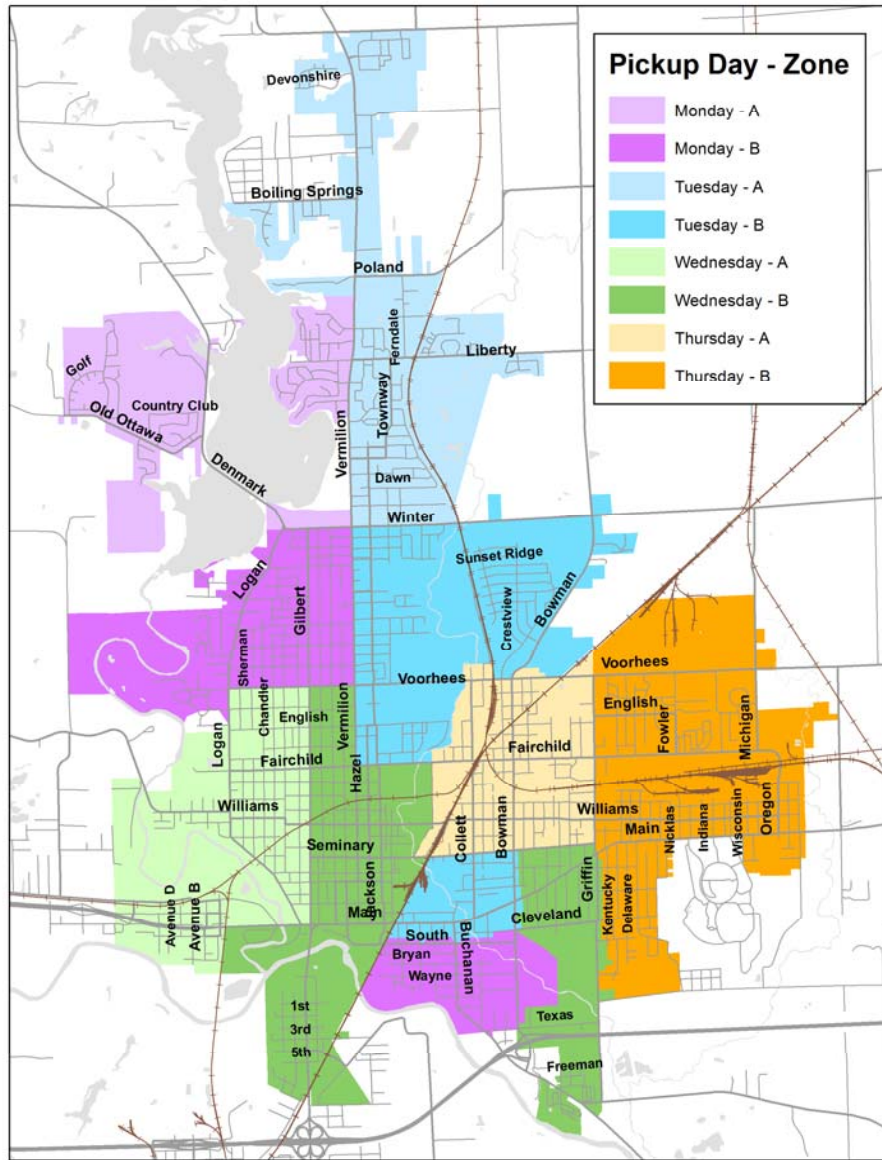 Pickup Day - Zone
Monday - A
Monday - B
Tuesday - A
Tuesday - B
Wednesday - A
Wednesday - B
Thursday - A
Thursday - B
Devonshire
Boiling Springs
Poland
Ferndale
Liberty
Golf
Country Club
Old Ottawa
Vermilion
Townway
Denmark
Dawn
Winter
Sunset Ridge
Logan
Gilbert
Crestview
Bowman
Sherman
Voorhees
Voorhees
Chandler
English
Vermilion
English
Fowler
Michigan
Logan
Fairchild
Hazel
Fairchild
Williams
Williams
Main
Nicklas
Indiana
Wisconsin
Oregon
Seminary
Collett
Bowman
Jackson
Main
Griffin
Kentucky
Delaware
Avenue D
Avenue B
Cleveland
South
Buchanan
Bryan
Wayne
1st
3rd
5th
Texas
Freeman